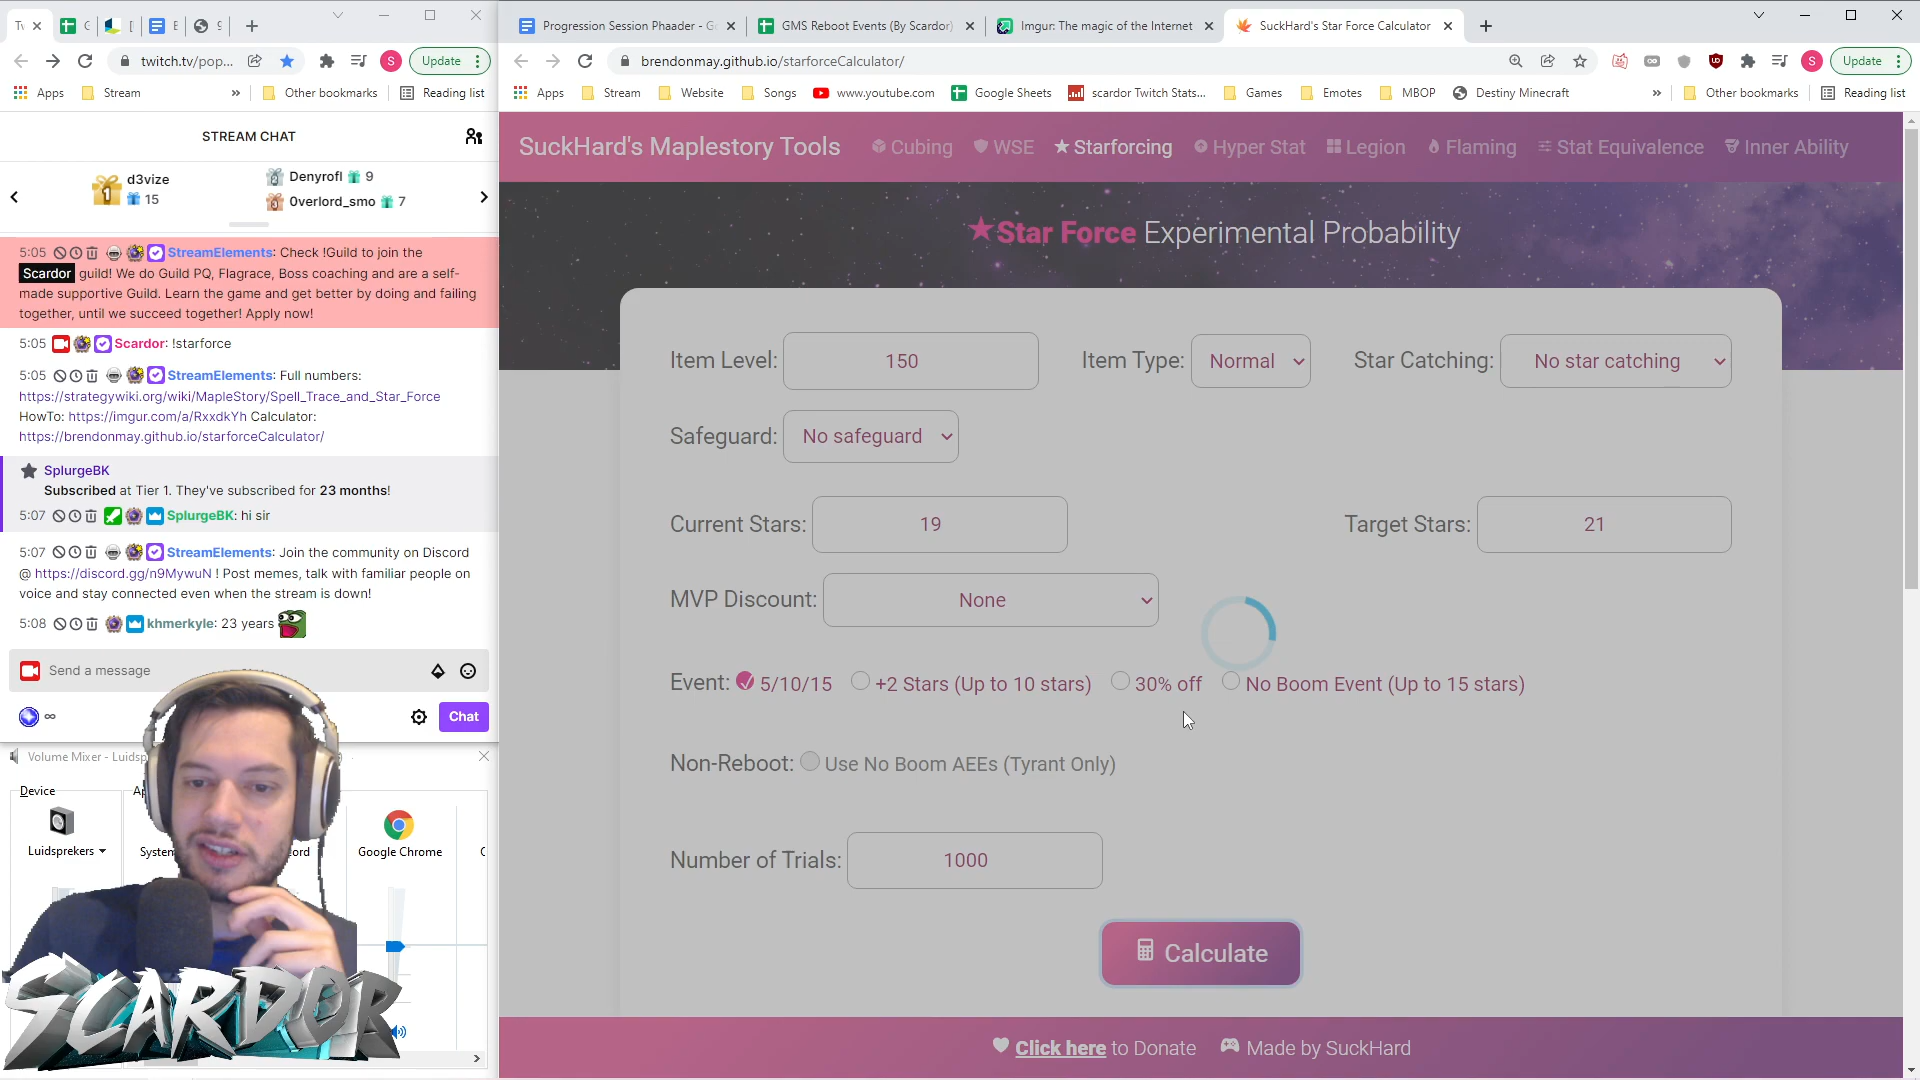 twitch.tv/pop...
Update
Apps
Stream
»
Other bookmarks
Reading list
STREAM CHAT
d3vize
15
Denyrofl 9
0verlord_smo 7
5:05 StreamElements: Check !Guild to join the
Scardor guild! We do Guild PQ, Flagrace, Boss coaching and are a self-
made supportive Guild. Learn the game and get better by doing and failing
together, until we succeed together! Apply now!
5:05 Scardor: !starforce
5:05 StreamElements: Full numbers:
https://strategywiki.org/wiki/MapleStory/Spell_Trace_and_Star_Force
HowTo: https://imgur.com/a/RxxdkYh Calculator:
https://brendonmay.github.io/starforceCalculator/
SplurgeBK
Subscribed at Tier 1. They've subscribed for 23 months!
5:07 SplurgeBK: hi sir
5:07 StreamElements: Join the community on Discord
@ https://discord.gg/n9MywuN ! Post memes, talk with familiar people on
voice and stay connected even when the stream is down!
5:08 khmerkyle: 23 years
Send a message
∞
Chat
Volume Mixer - Luidsp
Device
Luidsprekers
System
ord
Google Chrome
SCARDOR
Progression Session Phaader - G
GMS Reboot Events (By Scardor)
Imgur: The magic of the Internet
SuckHard's Star Force Calculator
brendonmay.github.io/starforceCalculator/
S
Update
Apps
Stream
Website
Songs
www.youtube.com
Google Sheets
scardor Twitch Stats...
Games
Emotes
MBOP
Destiny Minecraft
»
Other bookmarks
Reading list
SuckHard's Maplestory Tools
Cubing
WSE
Starforcing
Hyper Stat
Legion
Flaming
Stat Equivalence
Inner Ability
Star Force Experimental Probability
Item Level: 150
Item Type: Normal
Star Catching: No star catching
Safeguard: No safeguard
Current Stars: 19
Target Stars: 21
MVP Discount: None
Event: 5/10/15 +2 Stars (Up to 10 stars) 30% off No Boom Event (Up to 15 stars)
Non-Reboot: Use No Boom AEEs (Tyrant Only)
Number of Trials: 1000
Calculate
Click here to Donate
Made by SuckHard